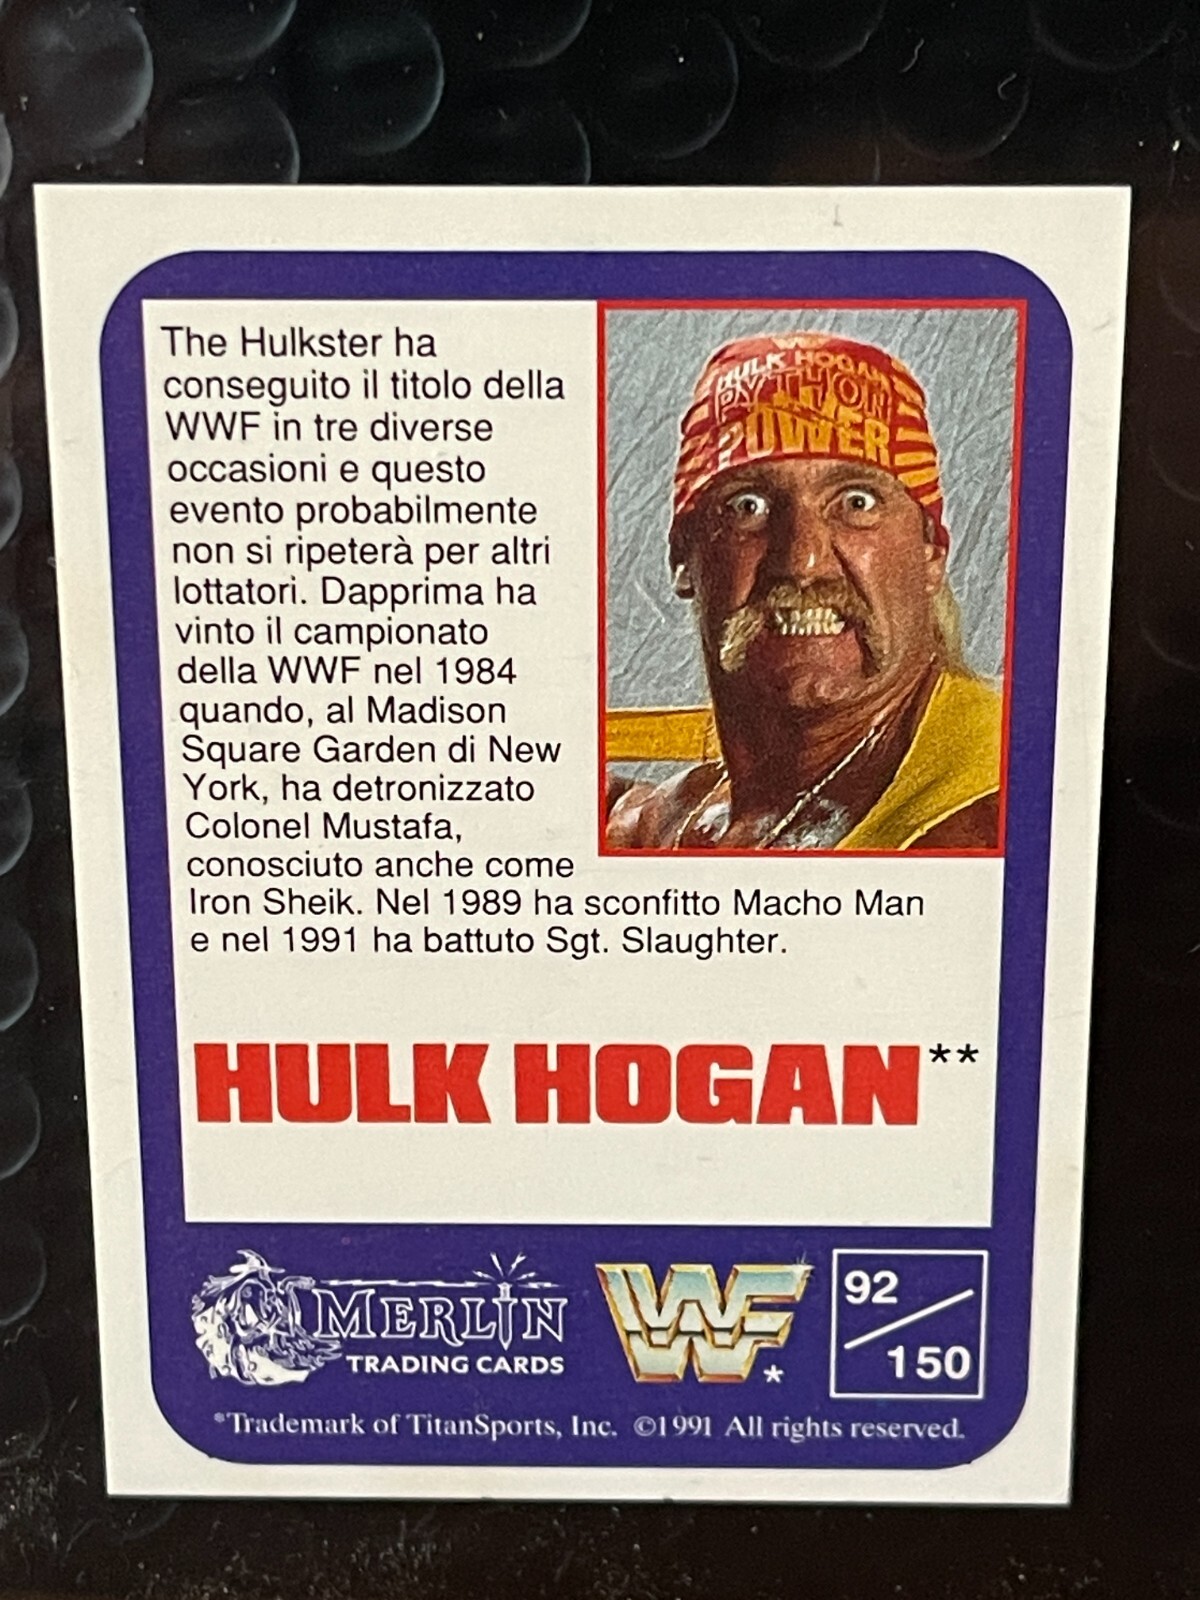 The Hulkster ha
conseguito il titolo della
WWF in tre diverse
occasioni e questo
evento probabilmente
non si ripeterà per altri
lottatori. Dapprima ha
vinto il campionato
della WWF nel 1984
quando, al Madison
Square Garden di New
York, ha detronizzato
Colonel Mustafa,
conosciuto anche come
Iron Sheik. Nel 1989 ha sconfitto Macho Man
e nel 1991 ha battuto Sgt. Slaughter.
HULK HOGAN
PYTHON
POWER
HULK HOGAN**
MERLIN
TRADING CARDS
WWF*
92
150
*Trademark of TitanSports, Inc. ©1991 All rights reserved.